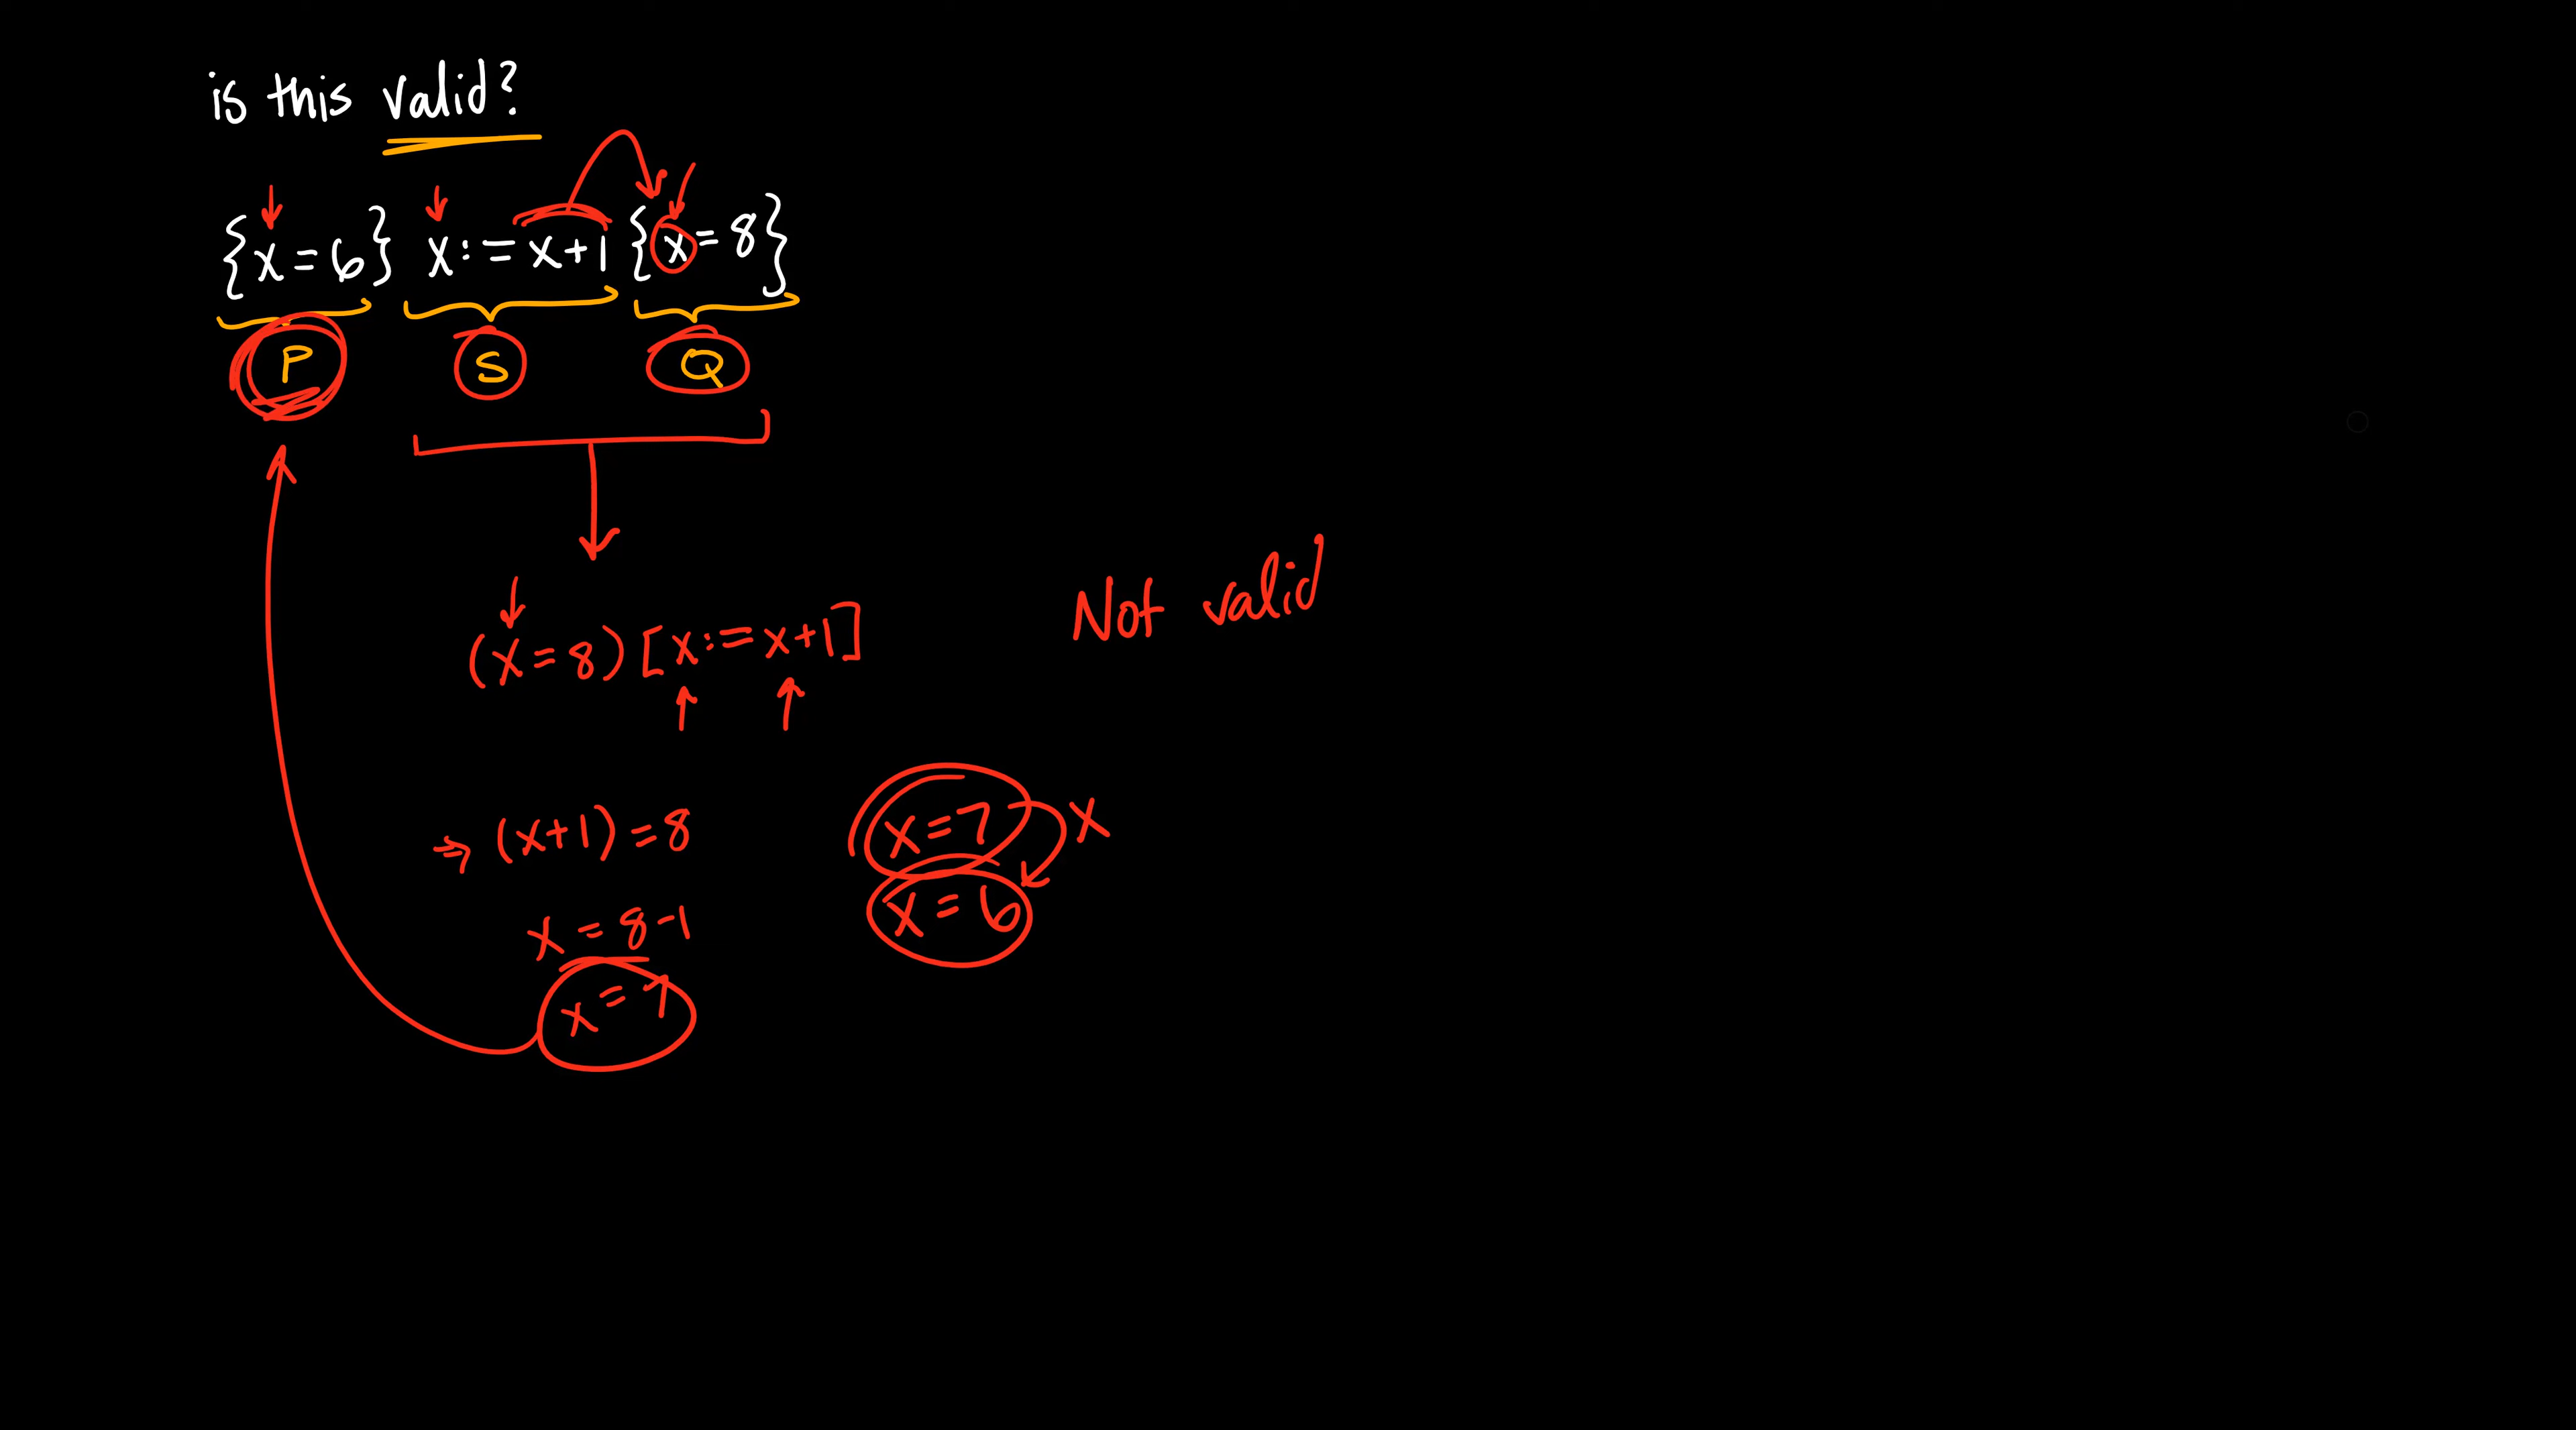 is this valid?
{x = 6} x := x+1 {x = 8}
P S Q
(x = 8) [x := x+1]
Not valid
⇒ (x+1) = 8
x = 7 x
x = 8-1
x = 6
x = 7